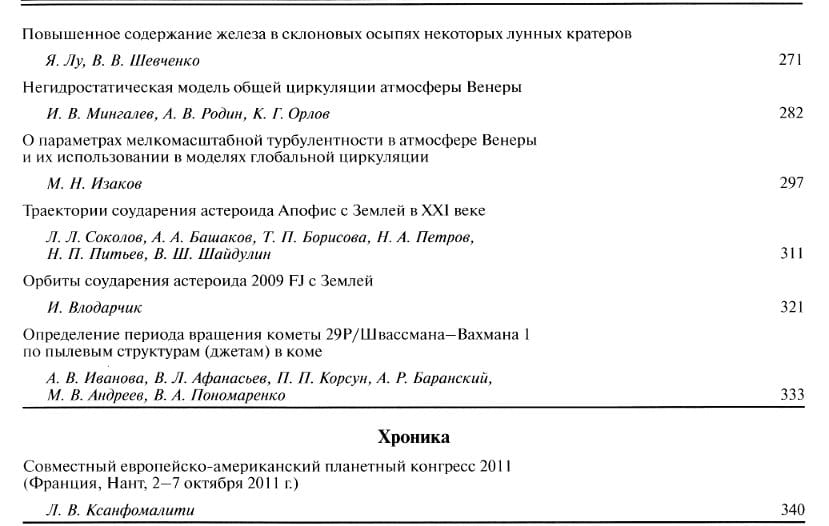 Повышенное содержание железа в склоновых осыпях некоторых лунных кратеров
Я. Лу, В. В. Шевченко 271
Негидростатическая модель общей циркуляции атмосферы Венеры
И. В. Мингалев, А. В. Родин, К. Г. Орлов 282
О параметрах мелкомасштабной турбулентности в атмосфере Венеры
и их использовании в моделях глобальной циркуляции
М. Н. Изаков 297
Траектории соударения астероида Апофис с Землей в XXI веке
Л. Л. Соколов, А. А. Башаков, Т. П. Борисова, Н. А. Петров,
Н. П. Питьев, В. Ш. Шайдулин 311
Орбиты соударения астероида 2009 FJ с Землей
И. Влодарчик 321
Определение периода вращения кометы 29P/Швассмана–Вахмана 1
по пылевым структурам (джетам) в коме
А. В. Иванова, В. Л. Афанасьев, П. П. Корсун, А. Р. Баранский,
М. В. Андреев, В. А. Пономаренко 333
Хроника
Совместный европейско-американский планетный конгресс 2011
(Франция, Нант, 2–7 октября 2011 г.)
Л. В. Ксанфомалити 340